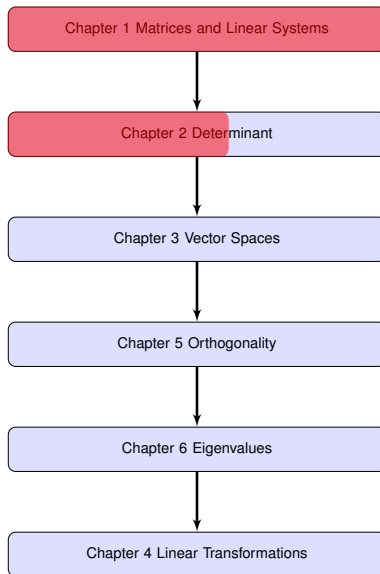 Chapter 1 Matrices and Linear Systems
Chapter 2 Determinant
Chapter 3 Vector Spaces
Chapter 5 Orthogonality
Chapter 6 Eigenvalues
Chapter 4 Linear Transformations